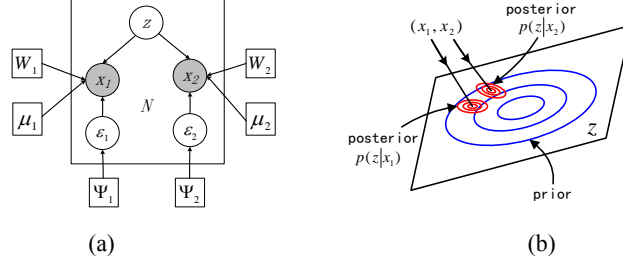 z
W₁
x₁
x₂
W₂
μ₁
N
μ₂
ε₁
ε₂
Ψ₁
Ψ₂
(a)
posterior
p(z|x₂)
(x₁, x₂)
posterior
p(z|x₁)
z
prior
(b)